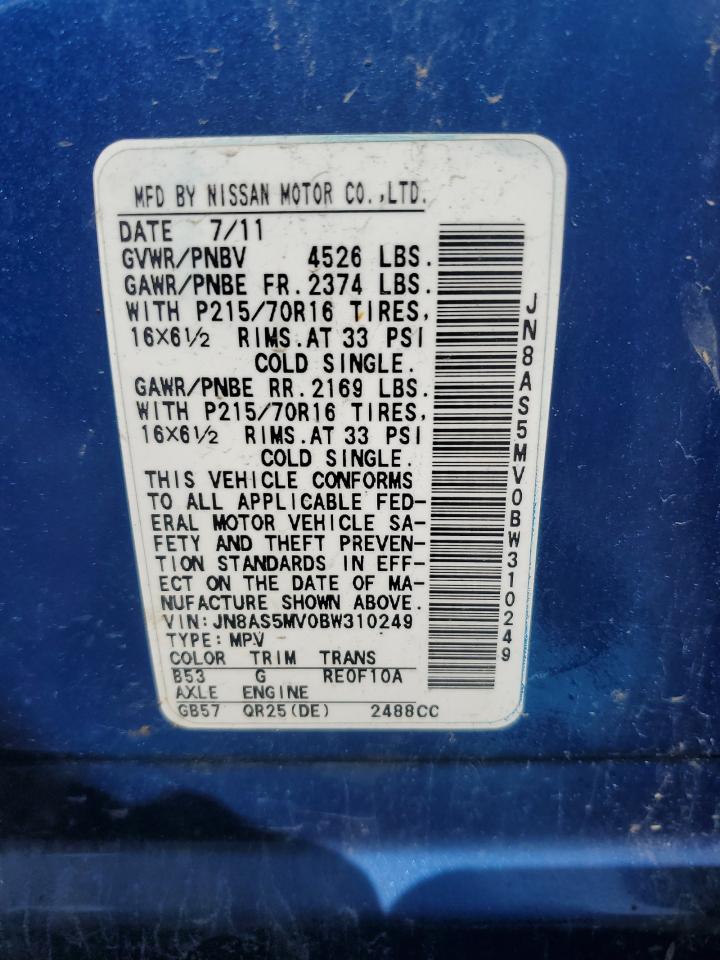 MFD BY NISSAN MOTOR CO.,LTD.
DATE 7/11
GVWR/PNBV 4526 LBS.
GAWR/PNBE FR.2374 LBS.
WITH P215/70R16 TIRES,
16X6½ RIMS.AT 33 PSI
COLD SINGLE.
GAWR/PNBE RR.2169 LBS.
WITH P215/70R16 TIRES,
16X6½ RIMS.AT 33 PSI
COLD SINGLE.
THIS VEHICLE CONFORMS
TO ALL APPLICABLE FED-
ERAL MOTOR VEHICLE SA-
FETY AND THEFT PREVEN-
TION STANDARDS IN EFF-
ECT ON THE DATE OF MA-
NUFACTURE SHOWN ABOVE.
VIN:JN8AS5MV0BW310249
TYPE:MPV
COLOR TRIM TRANS
B53 G RE0F10A
AXLE ENGINE
GB57 QR25(DE) 2488CC
JN8AS5MV0BW310249